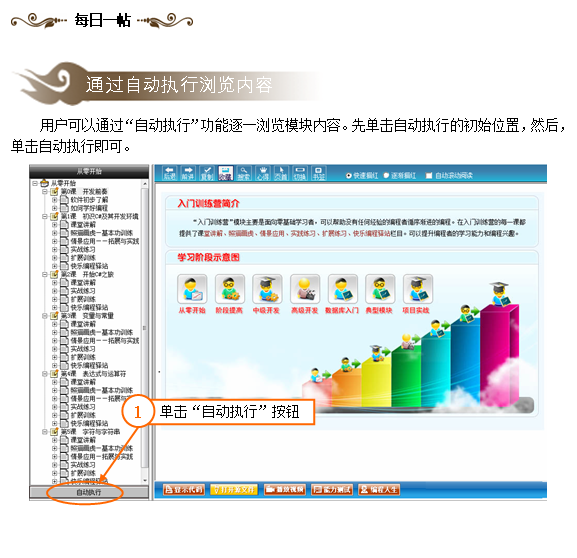 每日一帖
通过自动执行浏览内容
用户可以通过“自动执行”功能逐一浏览模块内容。先单击自动执行的初始位置，然后，
单击自动执行即可。
从零开始
后退 前进 复制 收藏 搜索 心得 页首 切换 书签 快速飘红 逐渐飘红 自动滚动阅读
从零开始
第0课 开发前奏
软件初步了解
如何学好编程
第1课 初识C#及其开发环境
课堂讲解
照猫画虎—基本功训练
情景应用——拓展与实践
实战练习
扩展训练
快乐编程驿站
第2课 开始C#之旅
课堂讲解
照猫画虎—基本功训练
实战练习
扩展训练
快乐编程驿站
第3课 变量与常量
课堂讲解
照猫画虎—基本功训练
情景应用——拓展与实践
实战练习
扩展训练
快乐编程驿站
第4课 表达式与运算符
课堂讲解
照猫画虎—基本功训练
情景应用——拓展与实践
实战练习
扩展训练
快乐编程驿站
第5课 字符与字符串
课堂讲解
照猫画虎—基本功训练
情景应用——拓展与实践
实战练习
扩展训练
快乐编程驿站
自动执行
入门训练营简介
“入门训练营”模块主要是面向零基础学习者，可以帮助没有任何经验的编程者循序渐进的编程。在入门训练营的每一课都
提供了课堂讲解、照猫画虎、情景应用、实践练习、扩展练习、快乐编程驿站栏目。可以提升编程者的学习能力和编程兴趣。
学习阶段示意图
从零开始 阶段提高 中级开发 高级开发 数据库入门 典型模块 项目实战
1 单击“自动执行”按钮
显示代码 打开源文件 播放视频 实力测试 编程人生